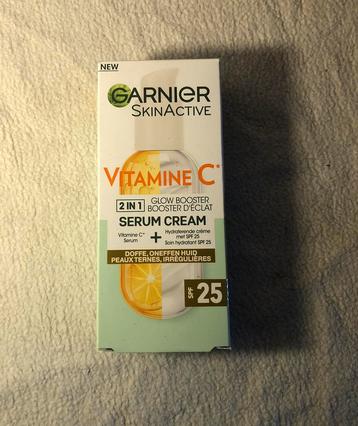 NEW
GARNIER
SKINACTIVE
VITAMINE C*
2 IN 1 GLOW BOOSTER
BOOSTER D'ÉCLAT
SERUM CREAM
Vitamine C* Serum
+
Hydraterende crème met SPF 25
Soin hydratant SPF 25
DOFFE, ONEFFEN HUID
PEAUX TERNES, IRRÉGULIÈRES
SPF 25